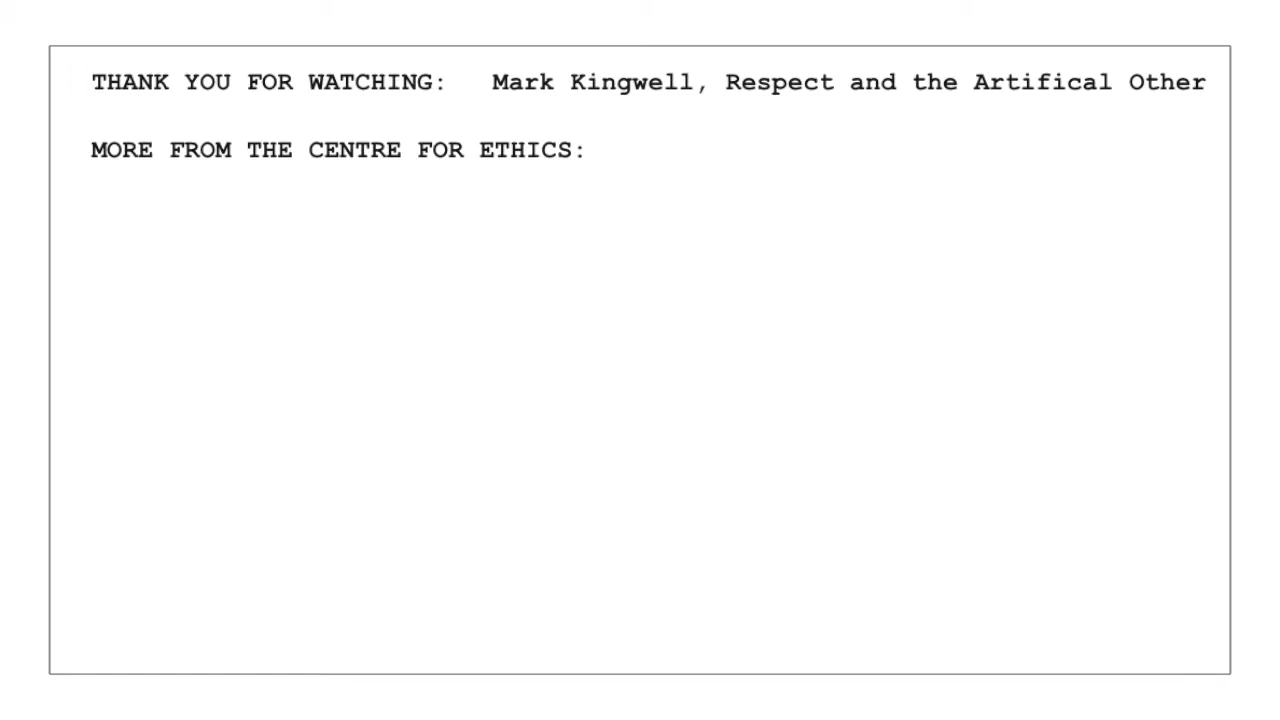 THANK YOU FOR WATCHING: Mark Kingwell, Respect and the Artifical Other
MORE FROM THE CENTRE FOR ETHICS: